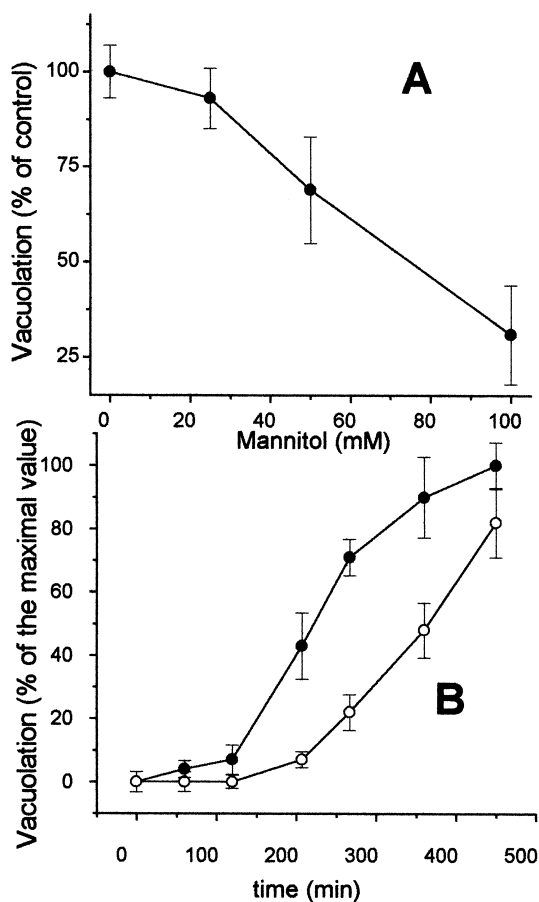 A
Vacuolation (% of control)
100
75
50
25
0 20 40 60 80 100
Mannitol (mM)
B
Vacuolation (% of the maximal value)
100
80
60
40
20
0
0 100 200 300 400 500
time (min)